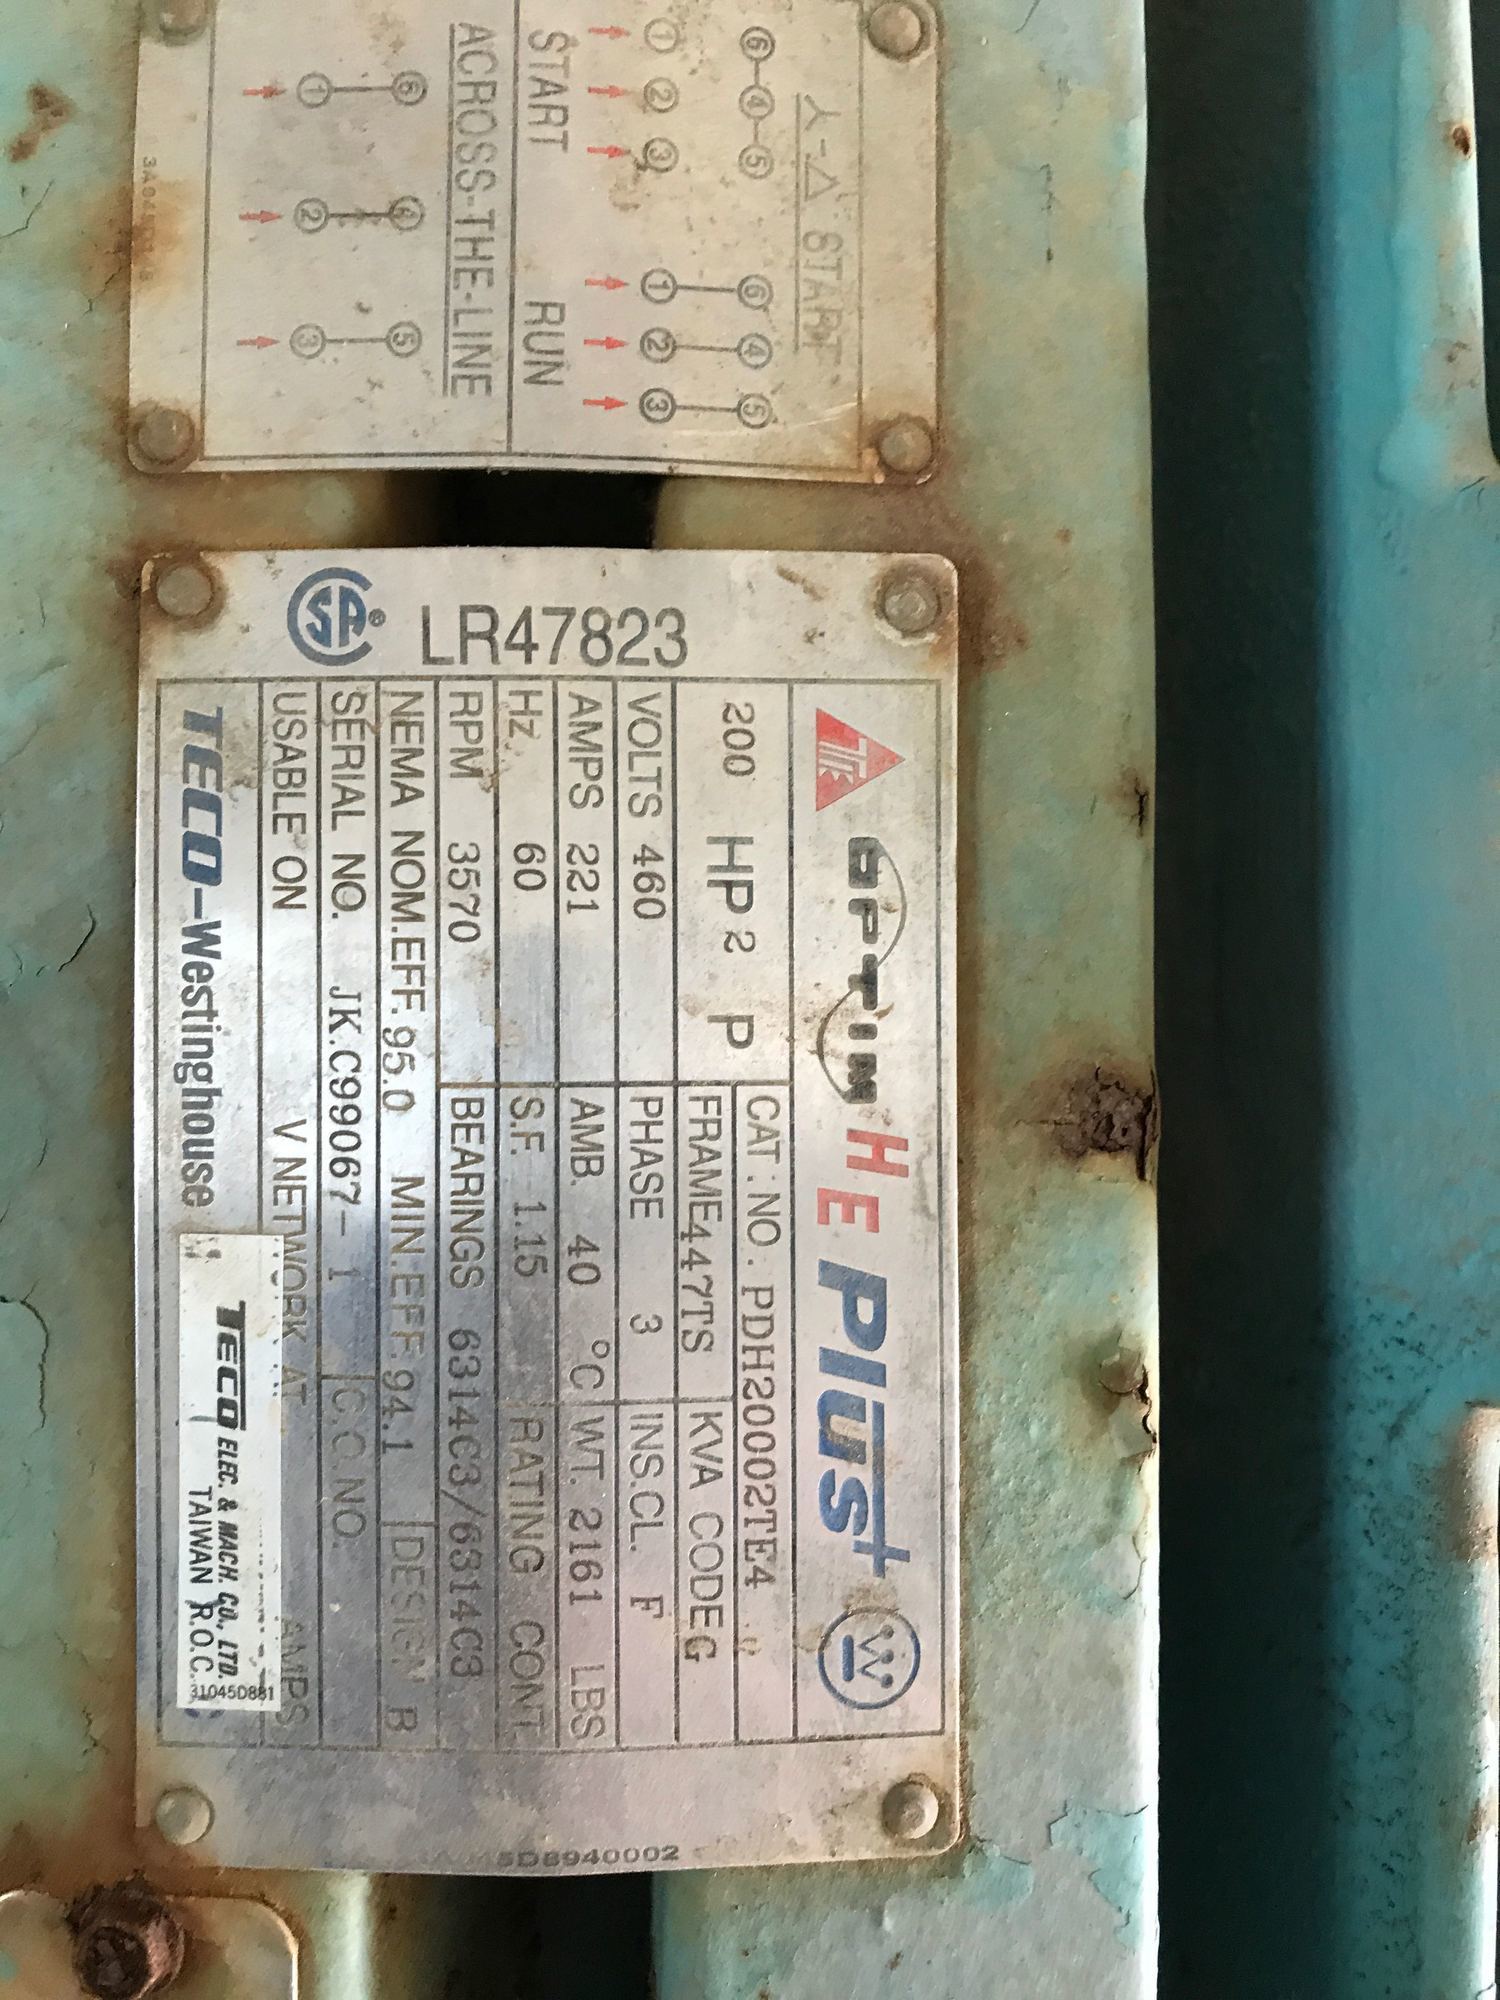 人-△ START
6 4 5 6 4 5
1 2 3 1 2 3
START RUN
ACROSS-THE-LINE
6 4 5
1 2 3
SA ®
LR47823
OPTIM HE PLUS+ W
200 HP 2 P
CAT. NO. PDH20002TE4
FRAME 447TS KVA CODE G
VOLTS 460 PHASE 3 INS.CL. F
AMPS 221 AMB. 40 °C WT. 2161 LBS
Hz 60 S.F. 1.15 RATING CONT.
RPM 3570 BEARINGS 6314C3/6314C3
NEMA NOM.EFF. 95.0 MIN.EFF. 94.1 DESIGN B
SERIAL NO. JK.C99067-1 C.O.NO.
USABLE ON V NETWORK AT AMPS
TECO-Westinghouse
TECO ELEC. & MACH. CO., LTD.
TAIWAN R.O.C.
31045D881
5D8940002